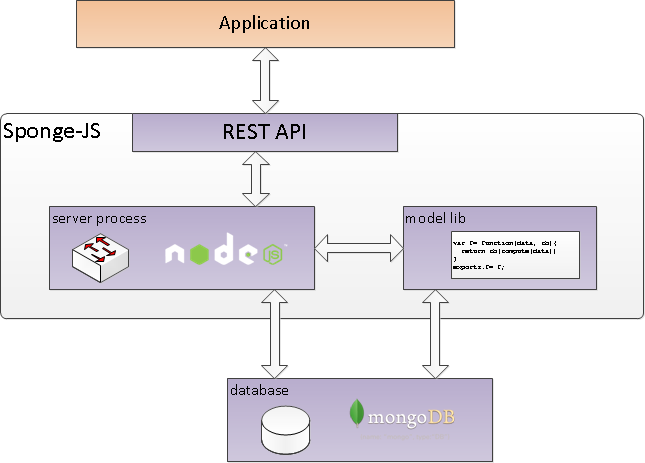 Application
Sponge-JS
REST API
server process
node
JS
model lib
var f= function(data, cb){
return cb(compute(data))
}
exports.f= f;
database
mongoDB